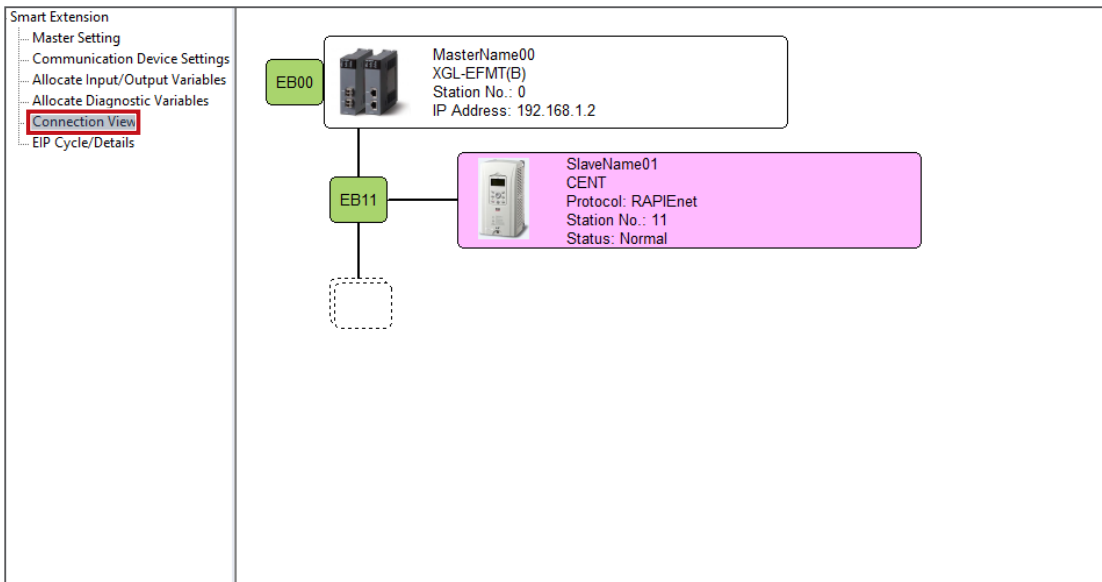 Smart Extension
Master Setting
Communication Device Settings
Allocate Input/Output Variables
Allocate Diagnostic Variables
Connection View
EIP Cycle/Details
EB00
MasterName00
XGL-EFMT(B)
Station No.: 0
IP Address: 192.168.1.2
EB11
SlaveName01
CENT
Protocol: RAPIEnet
Station No.: 11
Status: Normal